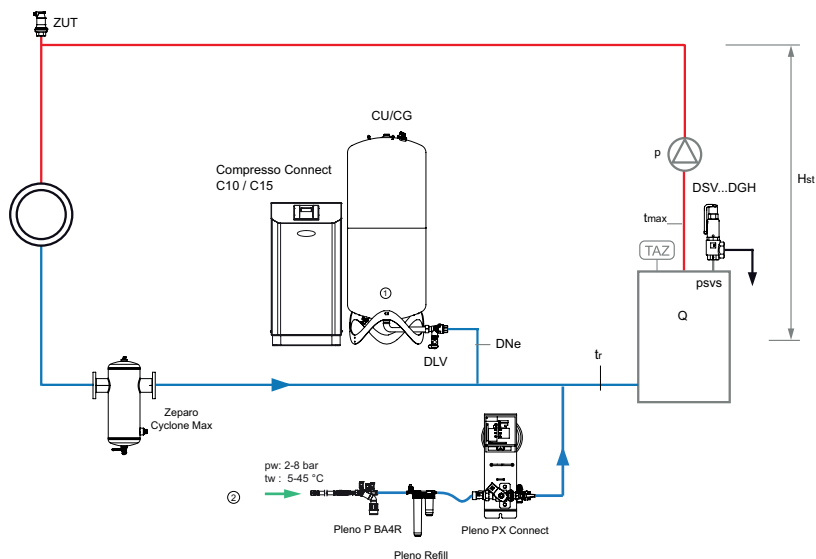 ZUT
CU/CG
Compresso Connect
C10 / C15
p
Hst
DSV...DGH
tmax
TAZ
psvs
Q
①
DLV
DNe
tr
Zeparo
Cyclone Max
②
pw: 2-8 bar
tw : 5-45 °C
Pleno P BA4R
Pleno PX Connect
Pleno Refill